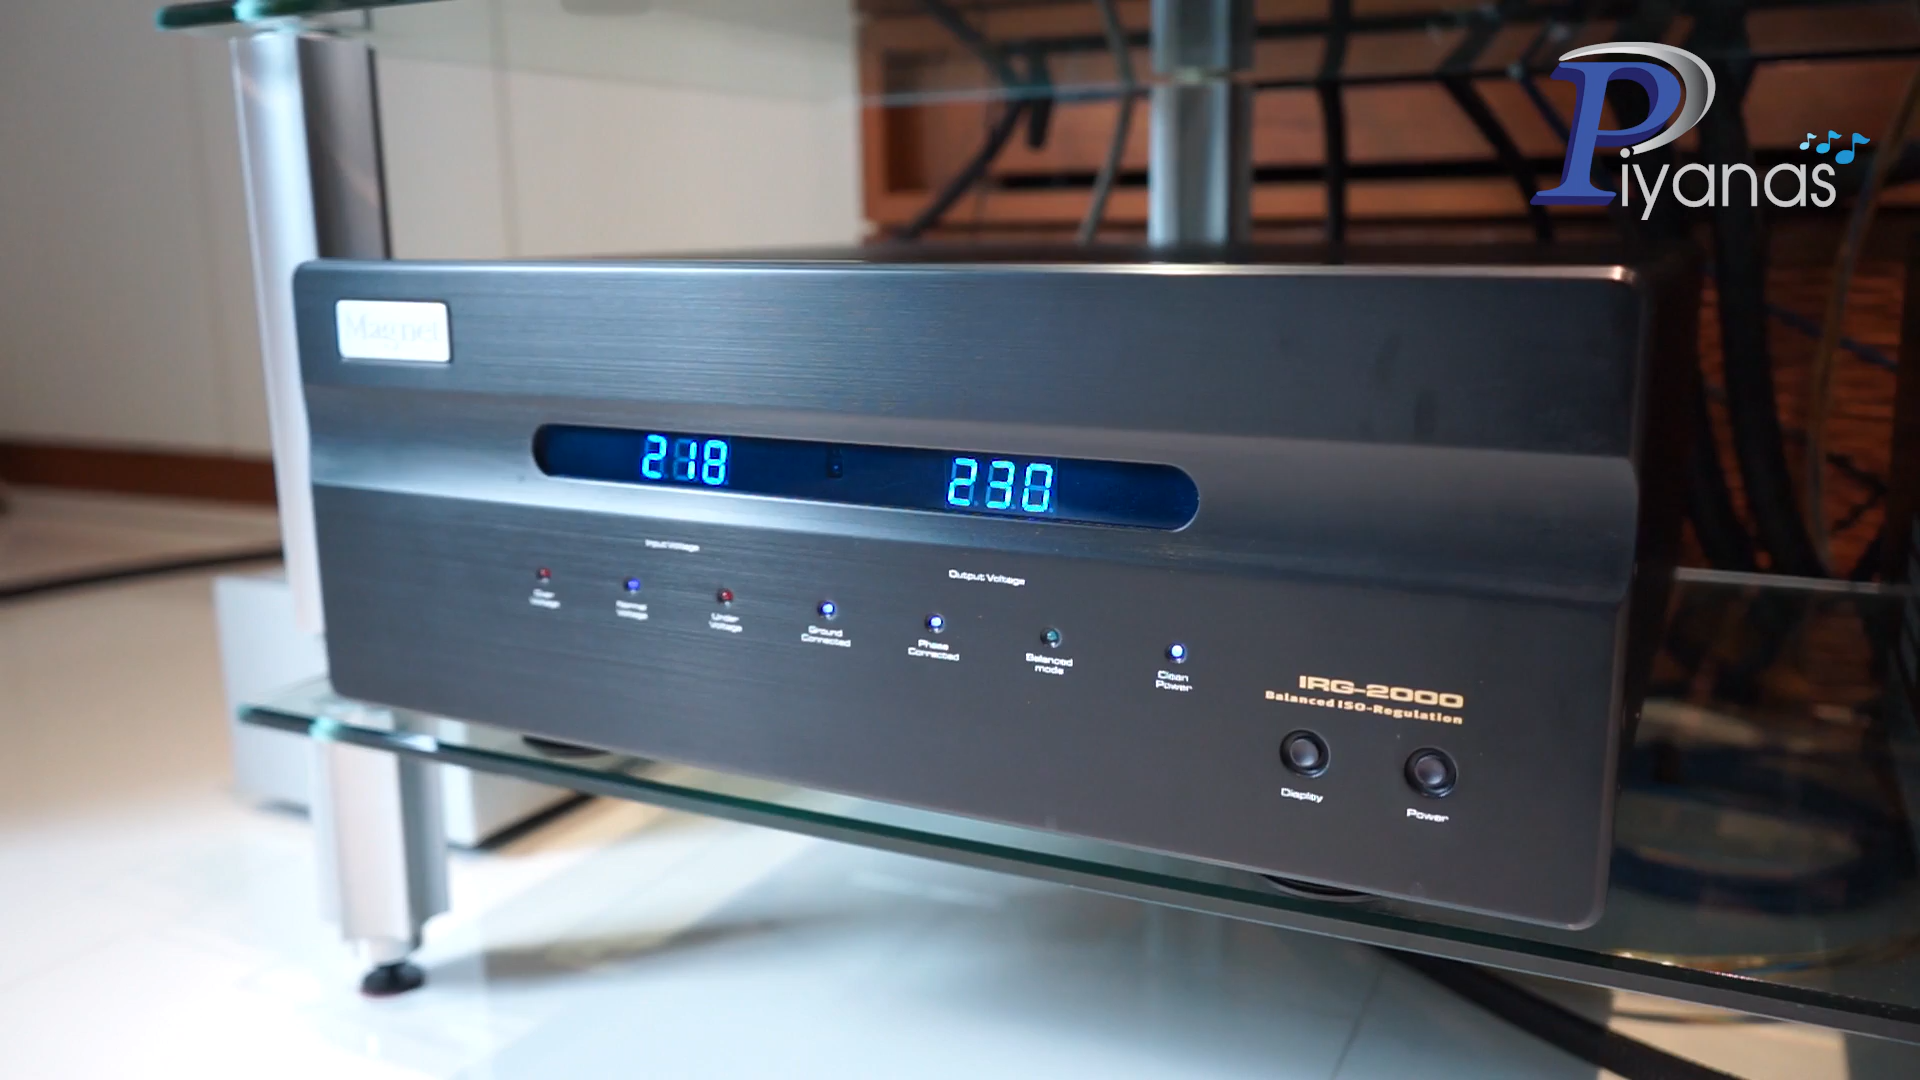 Piyanas
Magnet
218
230
Input Voltage
Output Voltage
Over
Voltage
Normal
Voltage
Under
Voltage
Ground
Connected
Phase
Connected
Balanced
mode
Clean
Power
IRG-2000
Balanced ISO-Regulation
Display
Power